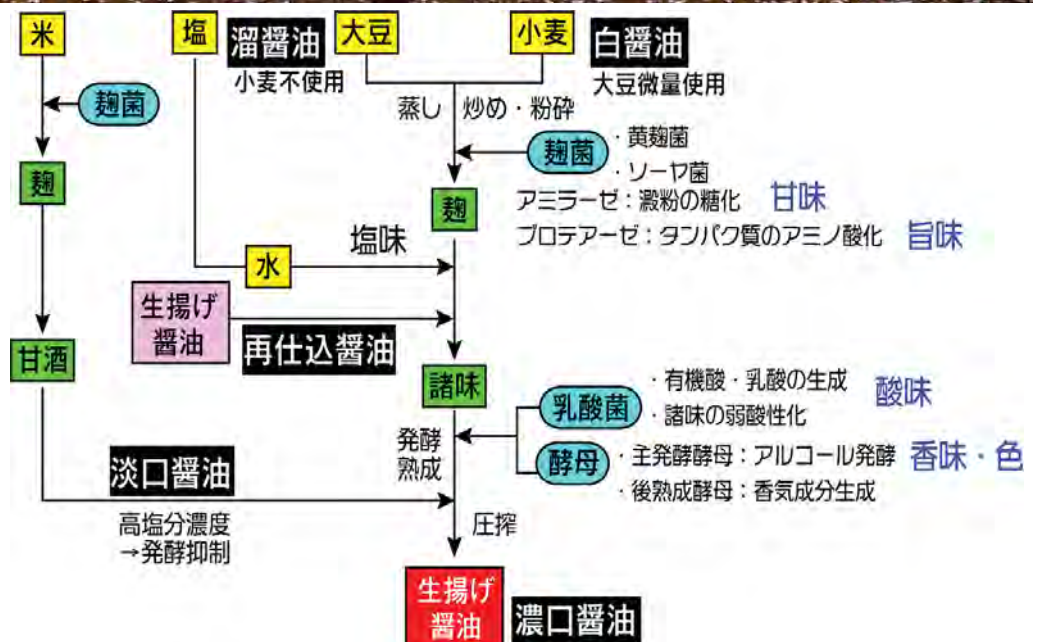 米
塩
溜醤油
小麦不使用
大豆
小麦
白醤油
大豆微量使用
麹菌
蒸し
炒め・粉砕
麹菌
・黄麹菌
・ソーヤ菌
麹
麹
アミラーゼ：澱粉の糖化
甘味
プロテアーゼ：タンパク質のアミノ酸化
旨味
塩味
水
生揚げ
醤油
再仕込醤油
甘酒
諸味
乳酸菌
・有機酸・乳酸の生成
・諸味の弱酸性化
酸味
発酵
熟成
酵母
・主発酵酵母：アルコール発酵
・後熟成酵母：香気成分生成
香味・色
淡口醤油
高塩分濃度
→発酵抑制
圧搾
生揚げ
醤油
濃口醤油